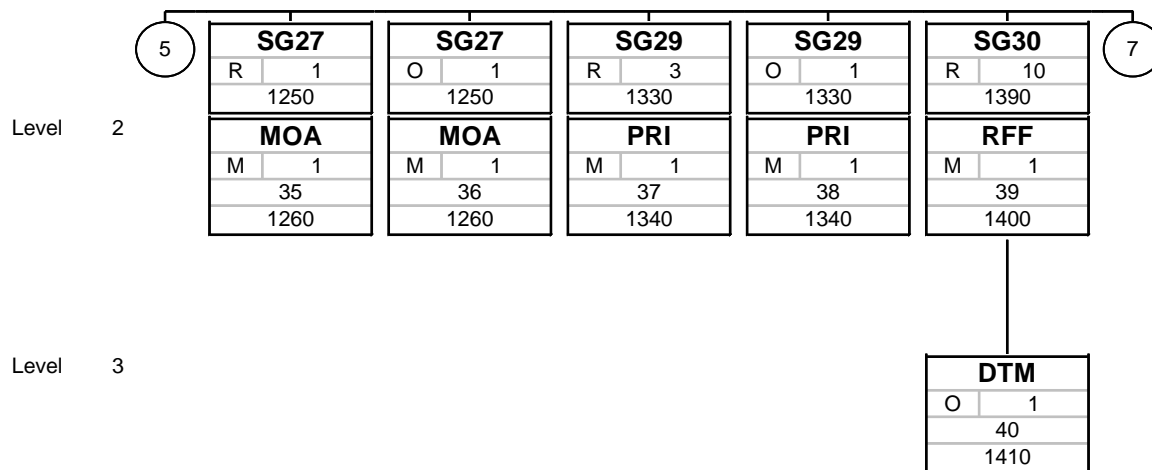 5 SG27 SG27 SG29 SG29 SG30 7
R 1 O 1 R 3 O 1 R 10
1250 1250 1330 1330 1390
Level 2 MOA MOA PRI PRI RFF
M 1 M 1 M 1 M 1 M 1
35 36 37 38 39
1260 1260 1340 1340 1400
Level 3 DTM
O 1
40
1410